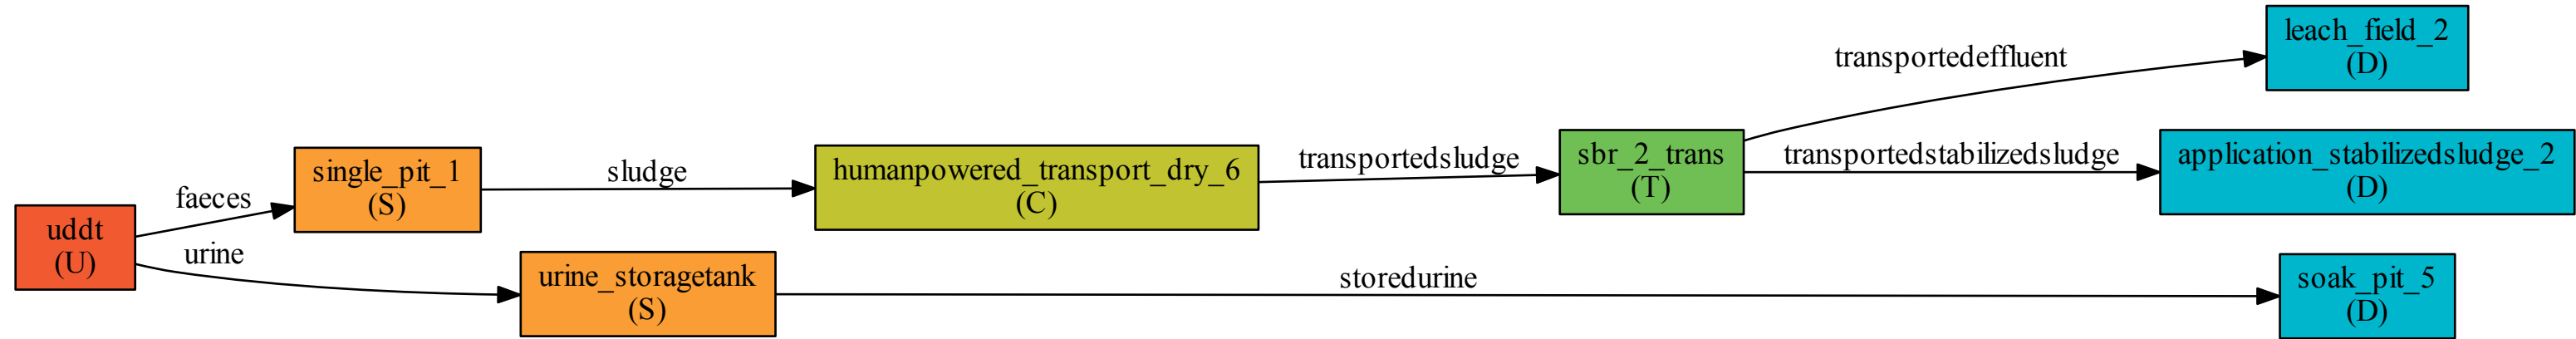 leach_field_2
(D)
transportedeffluent
single_pit_1
(S)
sludge
humanpowered_transport_dry_6
(C)
transportedsludge
sbr_2_trans
(T)
transportedstabilizedsludge
application_stabilizedsludge_2
(D)
faeces
uddt
(U)
urine
urine_storagetank
(S)
storedurine
soak_pit_5
(D)